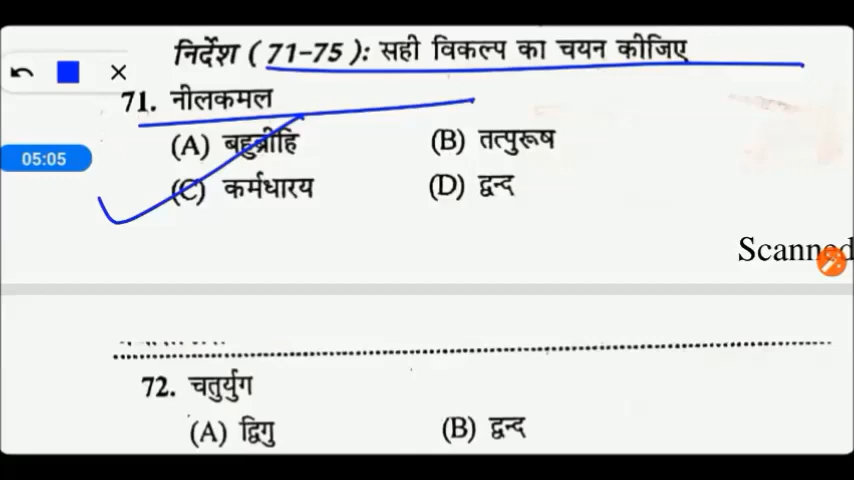 निर्देश ( 71-75 ): सही विकल्प का चयन कीजिए
71. नीलकमल
(A) बहुब्रीहि (B) तत्पुरूष
05:05
(C) कर्मधारय (D) द्वन्द
Scanned
72. चतुर्युग
(A) द्विगु (B) द्वन्द